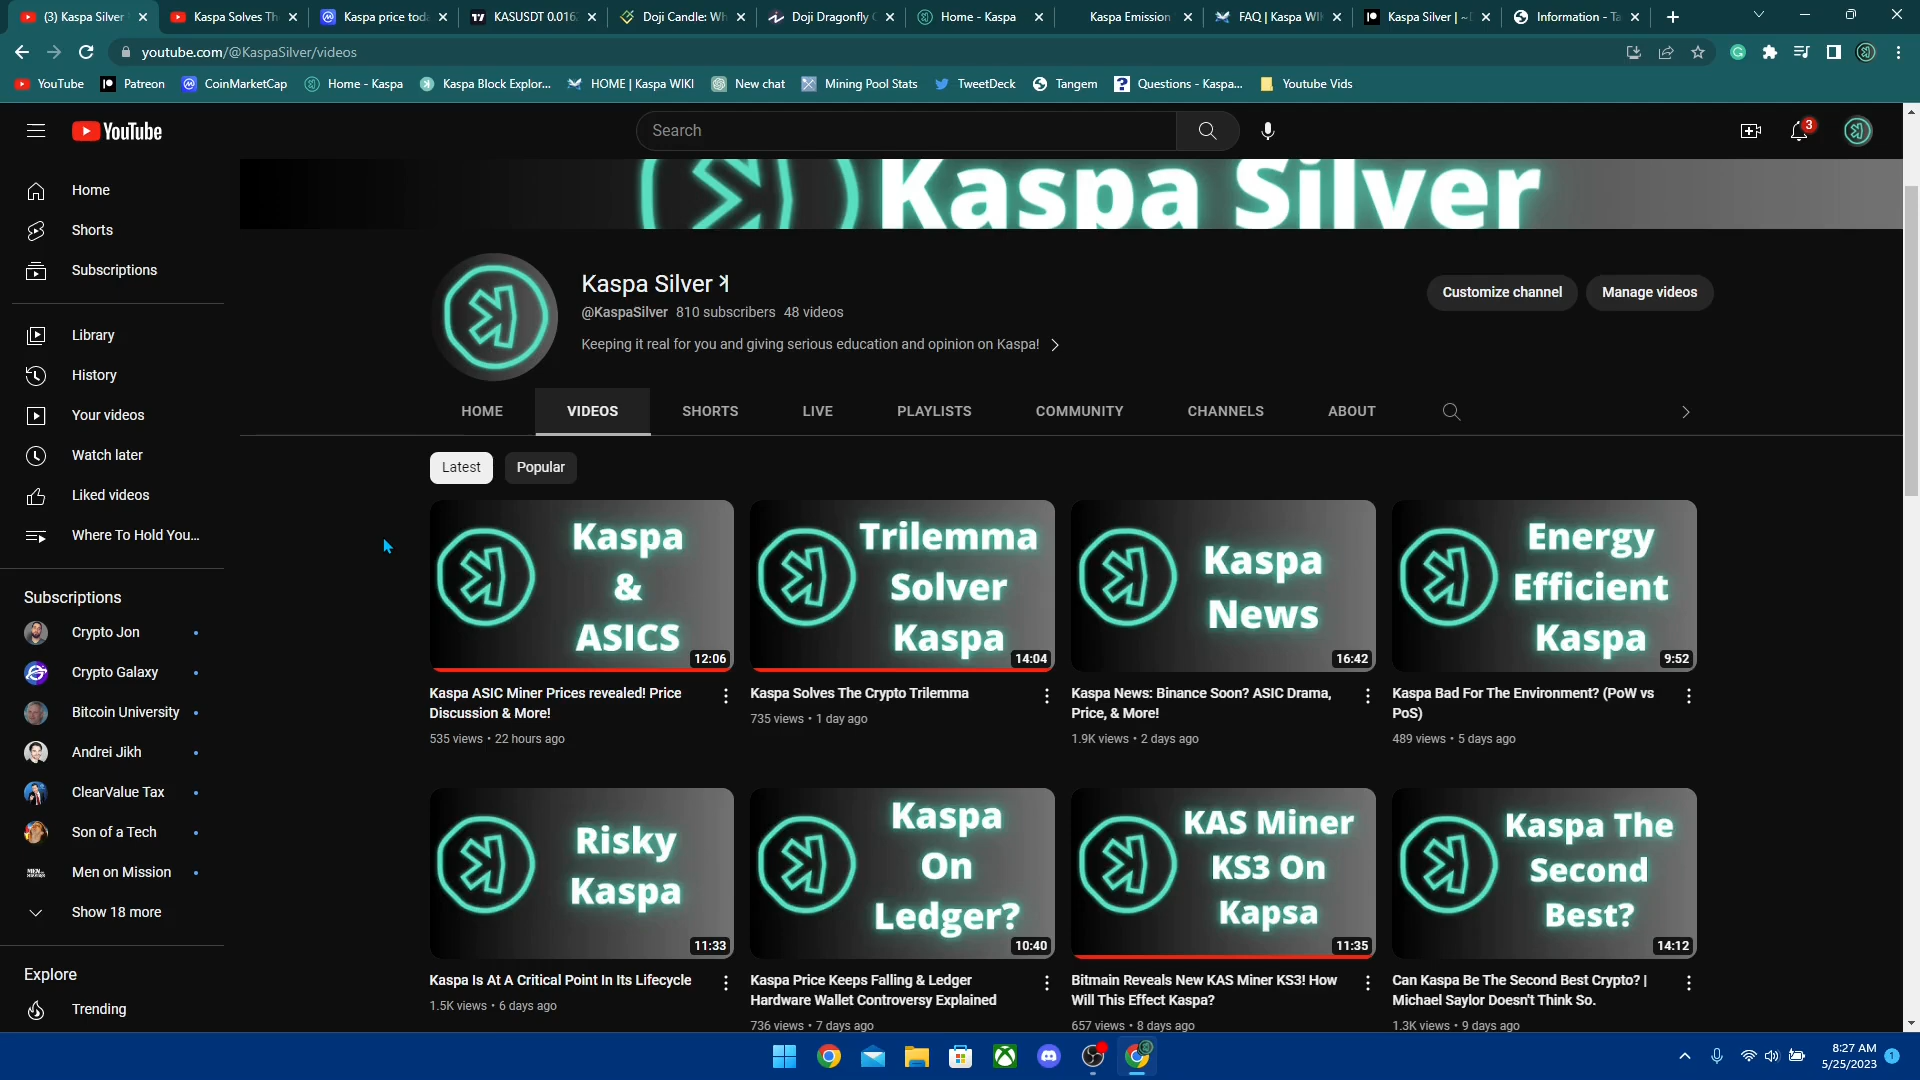 (3) Kaspa Silver
Kaspa Solves Th
Kaspa price tod
KASUSDT 0.016
Doji Candle: Wh
Doji Dragonfly
Home - Kaspa
Kaspa Emission
FAQ | Kaspa WI
Kaspa Silver | ~
Information - Ta
youtube.com/@KaspaSilver/videos
YouTube
Patreon
CoinMarketCap
Home - Kaspa
Kaspa Block Explor...
HOME | Kaspa WIKI
New chat
Mining Pool Stats
TweetDeck
Tangem
Questions - Kaspa...
Youtube Vids
YouTube
Search
3
Home
Shorts
Subscriptions
Library
History
Your videos
Watch later
Liked videos
Where To Hold You...
Subscriptions
Crypto Jon
Crypto Galaxy
Bitcoin University
Andrei Jikh
ClearValue Tax
Son of a Tech
Men on Mission
Show 18 more
Explore
Trending
Kaspa Silver
Kaspa Silver
@KaspaSilver 810 subscribers 48 videos
Keeping it real for you and giving serious education and opinion on Kaspa!
Customize channel
Manage videos
HOME
VIDEOS
SHORTS
LIVE
PLAYLISTS
COMMUNITY
CHANNELS
ABOUT
Latest
Popular
Kaspa
&
ASICS
12:06
Kaspa ASIC Miner Prices revealed! Price
Discussion & More!
535 views • 22 hours ago
Trilemma
Solver
Kaspa
14:04
Kaspa Solves The Crypto Trilemma
735 views • 1 day ago
Kaspa
News
16:42
Kaspa News: Binance Soon? ASIC Drama,
Price, & More!
1.9K views • 2 days ago
Energy
Efficient
Kaspa
9:52
Kaspa Bad For The Environment? (PoW vs
PoS)
489 views • 5 days ago
Risky
Kaspa
11:33
Kaspa Is At A Critical Point In Its Lifecycle
1.5K views • 6 days ago
Kaspa
On
Ledger?
10:40
Kaspa Price Keeps Falling & Ledger
Hardware Wallet Controversy Explained
736 views • 7 days ago
KAS Miner
KS3 On
Kapsa
11:35
Bitmain Reveals New KAS Miner KS3! How
Will This Effect Kaspa?
657 views • 8 days ago
Kaspa The
Second
Best?
14:12
Can Kaspa Be The Second Best Crypto? |
Michael Saylor Doesn't Think So.
1.3K views • 9 days ago
8:27 AM
5/25/2023
1